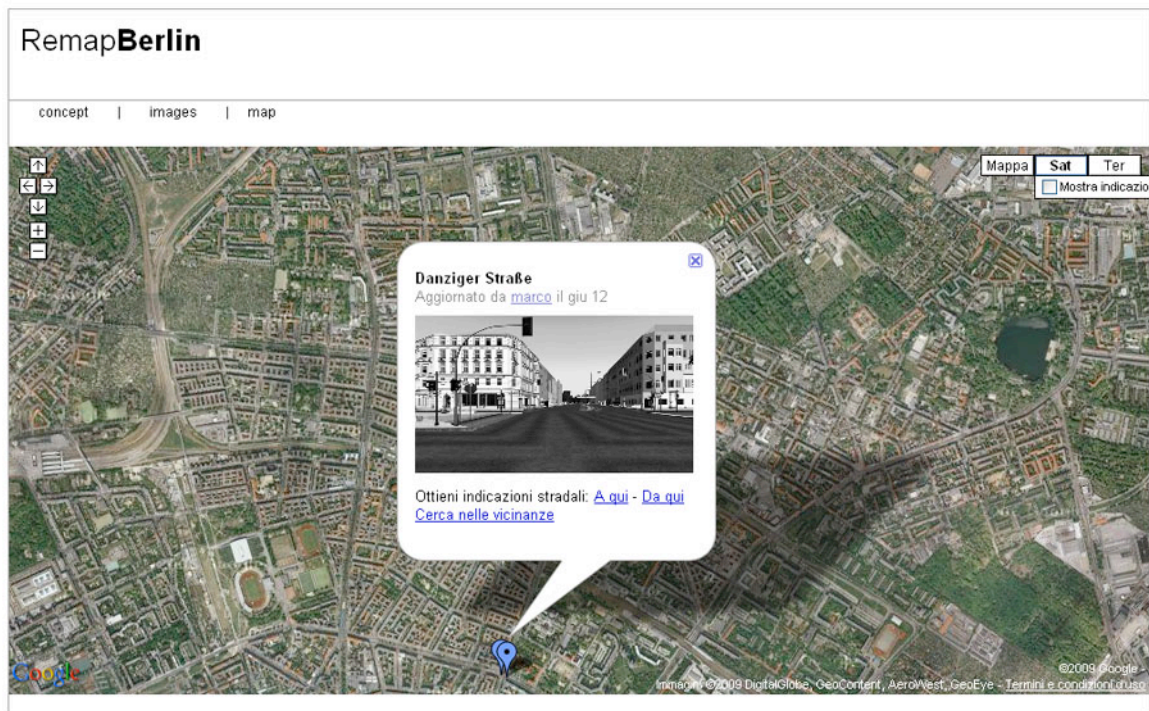 RemapBerlin
concept | images | map
Mappa Sat Ter
Mostra indicazio
Danziger Straße
Aggiornato da marco il giu 12
Ottieni indicazioni stradali: A qui - Da qui
Cerca nelle vicinanze
Google
©2009 Google -
Immagini ©2009 DigitalGlobe, GeoContent, AeroWest, GeoEye - Termini e condizioni d'uso